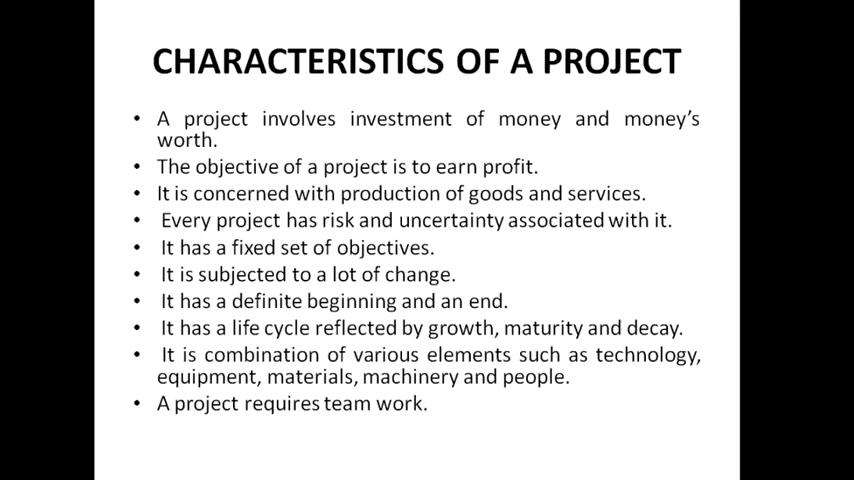 CHARACTERISTICS OF A PROJECT
• A project involves investment of money and money’s
worth.
• The objective of a project is to earn profit.
• It is concerned with production of goods and services.
• Every project has risk and uncertainty associated with it.
• It has a fixed set of objectives.
• It is subjected to a lot of change.
• It has a definite beginning and an end.
• It has a life cycle reflected by growth, maturity and decay.
• It is combination of various elements such as technology,
equipment, materials, machinery and people.
• A project requires team work.